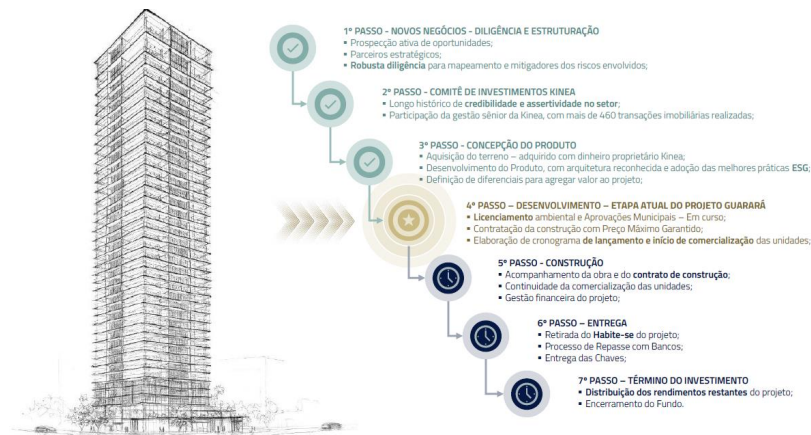 1º PASSO - NOVOS NEGÓCIOS - DILIGÊNCIA E ESTRUTURAÇÃO
▪ Prospecção ativa de oportunidades;
▪ Parceiros estratégicos;
▪ Robusta diligência para mapeamento e mitigadores dos riscos envolvidos;
2º PASSO - COMITÊ DE INVESTIMENTOS KINEA
▪ Longo histórico de credibilidade e assertividade no setor;
▪ Participação da gestão sênior da Kinea, com mais de 460 transações imobiliárias realizadas;
3º PASSO - CONCEPÇÃO DO PRODUTO
▪ Aquisição do terreno – adquirido com dinheiro proprietário Kinea;
▪ Desenvolvimento do Produto, com arquitetura reconhecida e adoção das melhores práticas ESG;
▪ Definição de diferenciais para agregar valor ao projeto;
4º PASSO – DESENVOLVIMENTO – ETAPA ATUAL DO PROJETO GUARARÁ
▪ Licenciamento ambiental e Aprovações Municipais – Em curso;
▪ Contratação da construção com Preço Máximo Garantido;
▪ Elaboração de cronograma de lançamento e início de comercialização das unidades;
5º PASSO - CONSTRUÇÃO
▪ Acompanhamento da obra e do contrato de construção;
▪ Continuidade da comercialização das unidades;
▪ Gestão financeira do projeto;
6º PASSO – ENTREGA
▪ Retirada do Habite-se do projeto;
▪ Processo de Repasse com Bancos;
▪ Entrega das Chaves;
7º PASSO – TÉRMINO DO INVESTIMENTO
▪ Distribuição dos rendimentos restantes do projeto;
▪ Encerramento do Fundo.